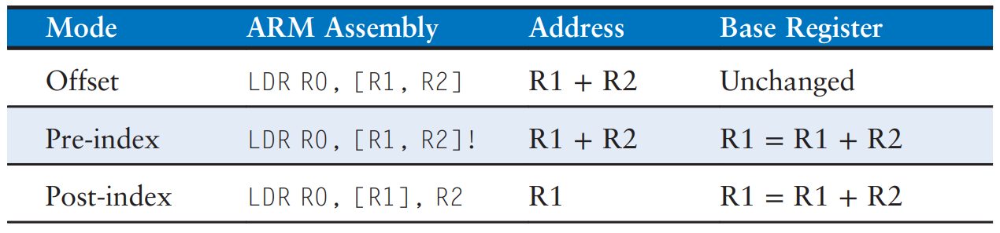 Mode ARM Assembly Address Base Register
Offset LDR R0, [R1, R2] R1 + R2 Unchanged
Pre-index LDR R0, [R1, R2]! R1 + R2 R1 = R1 + R2
Post-index LDR R0, [R1], R2 R1 R1 = R1 + R2